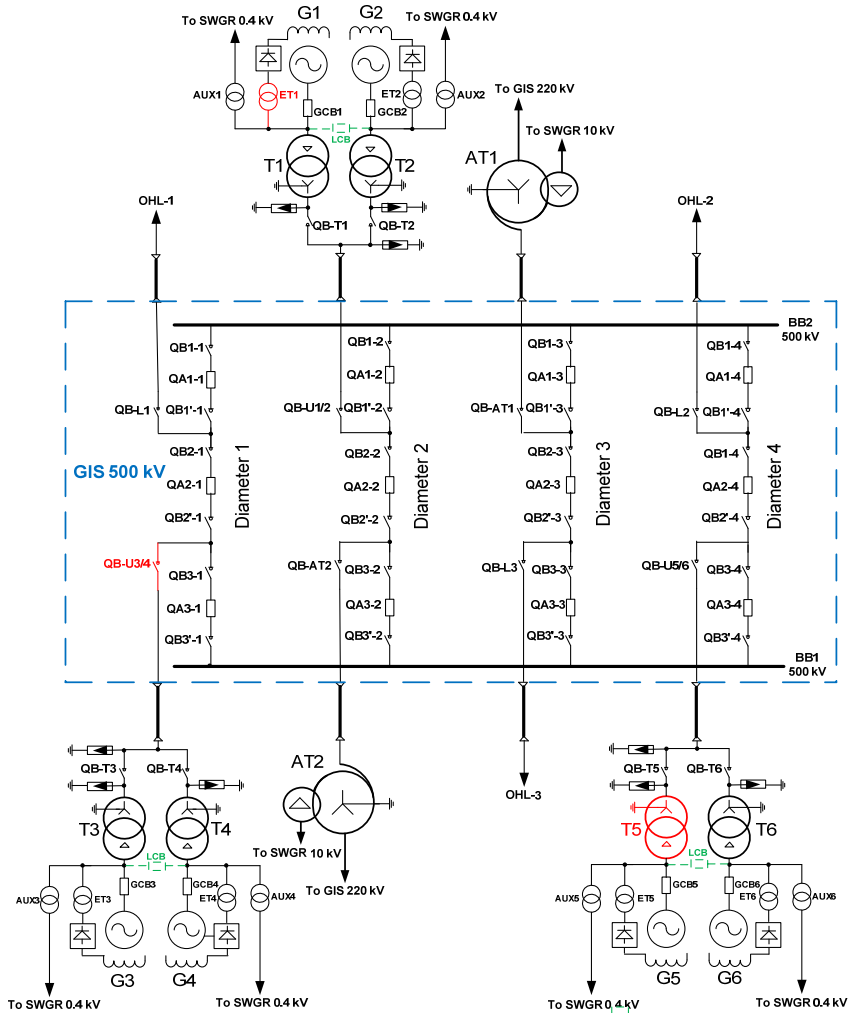 G1 G2
To SWGR 0.4 kV To SWGR 0.4 kV
AUX1 ET1 ET2 AUX2
GCB1 GCB2
LCB
To GIS 220 kV
To SWGR 10 kV
T1 T2 AT1
OHL-1 OHL-2
QB-T1 QB-T2
BB2
500 kV
QB1-1 QB1-2 QB1-3 QB1-4
QA1-1 QA1-2 QA1-3 QA1-4
QB-L1 QB1'-1 QB-U1/2 QB1'-2 QB-AT1 QB1'-3 QB-L2 QB1'-4
QB2-1 QB2-2 QB2-3 QB1-4
GIS 500 kV
QA2-1 QA2-2 QA2-3 QA2-4
Diameter 1 Diameter 2 Diameter 3 Diameter 4
QB2'-1 QB2'-2 QB2'-3 QB2'-4
QB-U3/4 QB3-1 QB-AT2 QB3-2 QB-L3 QB3-3 QB-U5/6 QB3-4
QA3-1 QA3-2 QA3-3 QA3-4
QB3'-1 QB3'-2 QB3'-3 QB3'-4
BB1
500 kV
QB-T3 QB-T4 AT2 QB-T5 QB-T6
OHL-3
T3 T4 T5 T6
LCB LCB
To SWGR 10 kV
To GIS 220 kV
GCB3 GCB4 GCB5 GCB6
AUX3 ET3 ET4 AUX4 AUX5 ET5 ET6 AUX6
G3 G4 G5 G6
To SWGR 0.4 kV To SWGR 0.4 kV To SWGR 0.4 kV To SWGR 0.4 kV